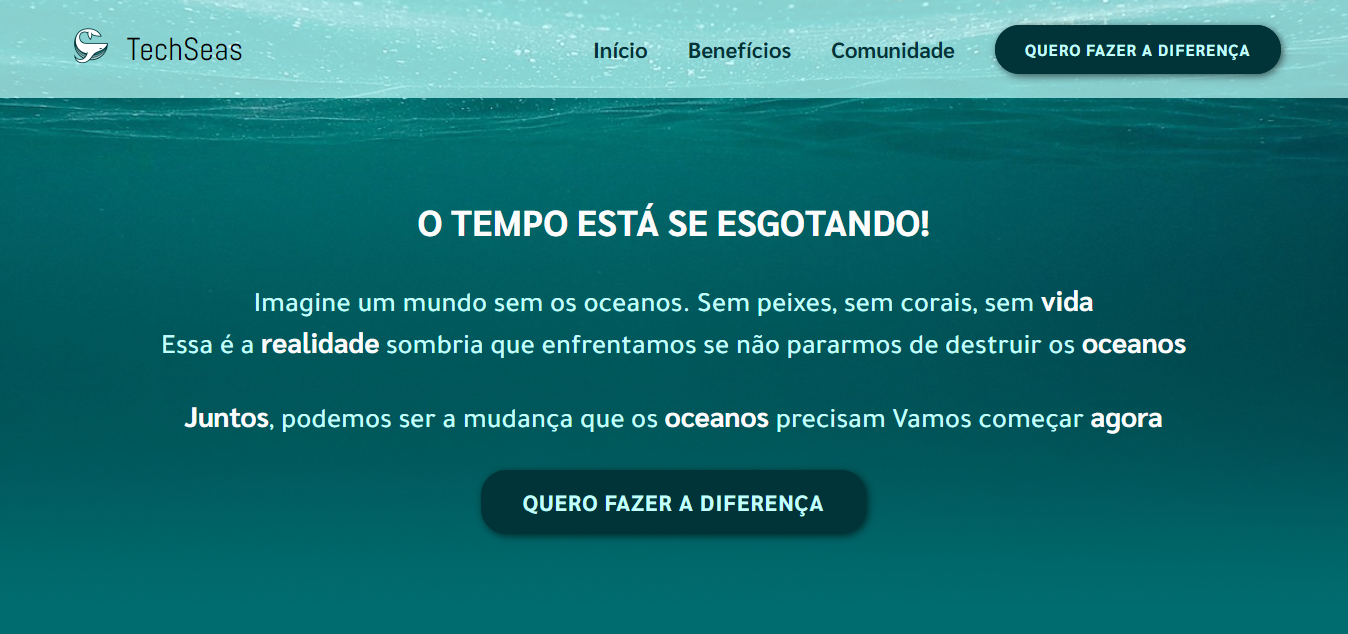 TechSeas
Início
Benefícios
Comunidade
QUERO FAZER A DIFERENÇA
O TEMPO ESTÁ SE ESGOTANDO!
Imagine um mundo sem os oceanos. Sem peixes, sem corais, sem vida
Essa é a realidade sombria que enfrentamos se não pararmos de destruir os oceanos
Juntos, podemos ser a mudança que os oceanos precisam Vamos começar agora
QUERO FAZER A DIFERENÇA